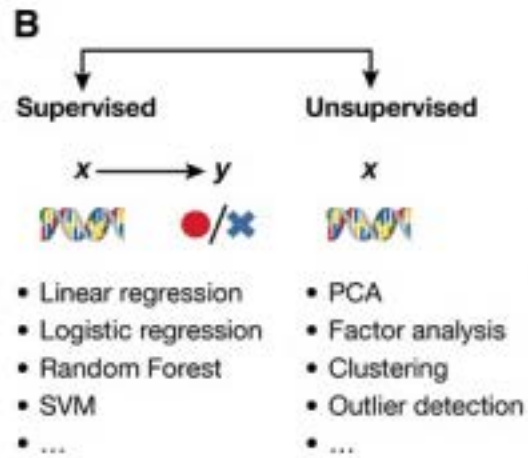 B
Supervised
Unsupervised
x
y
x
/
• Linear regression
• Logistic regression
• Random Forest
• SVM
• ...
• PCA
• Factor analysis
• Clustering
• Outlier detection
• ...